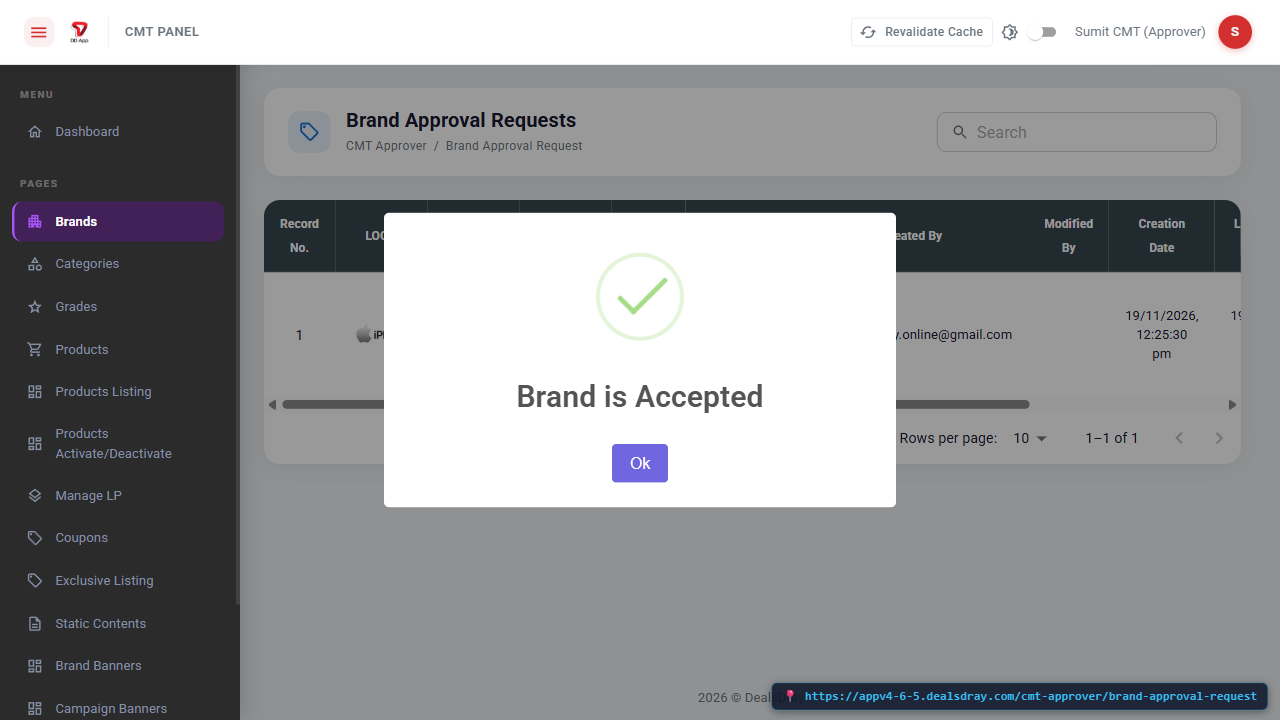 DD App
CMT PANEL
Revalidate Cache
Sumit CMT (Approver)
S
MENU
Dashboard
PAGES
Brands
Categories
Grades
Products
Products Listing
Products
Activate/Deactivate
Manage LP
Coupons
Exclusive Listing
Static Contents
Brand Banners
Campaign Banners
Brand Approval Requests
CMT Approver / Brand Approval Request
Search
Record
No.
Modified
By
Creation
Date
1
.online@gmail.com
19/11/2026,
12:25:30
pm
Brand is Accepted
Ok
Rows per page: 10 1–1 of 1
2026 ©
https://appv4-6-5.dealsdray.com/cmt-approver/brand-approval-request